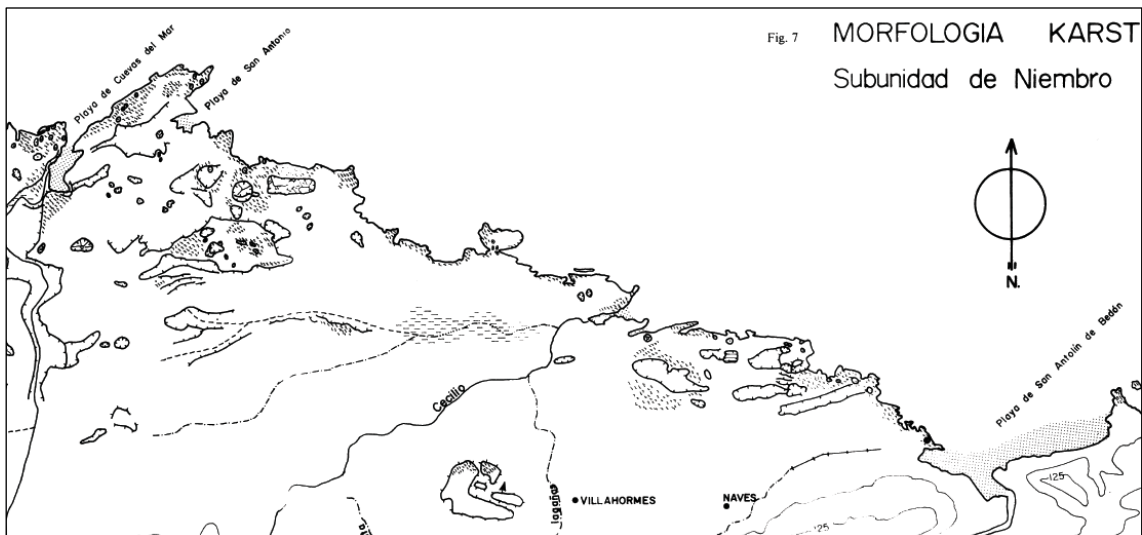 Fig. 7
MORFOLOGIA KARST
Subunidad de Niembro
Playa de Cuevas del Mar
Playa de San Antonio
N.
Playa de San Antolín de Bedón
Cecilio
VILLAHORMES
NAVES
lagañas
125
125